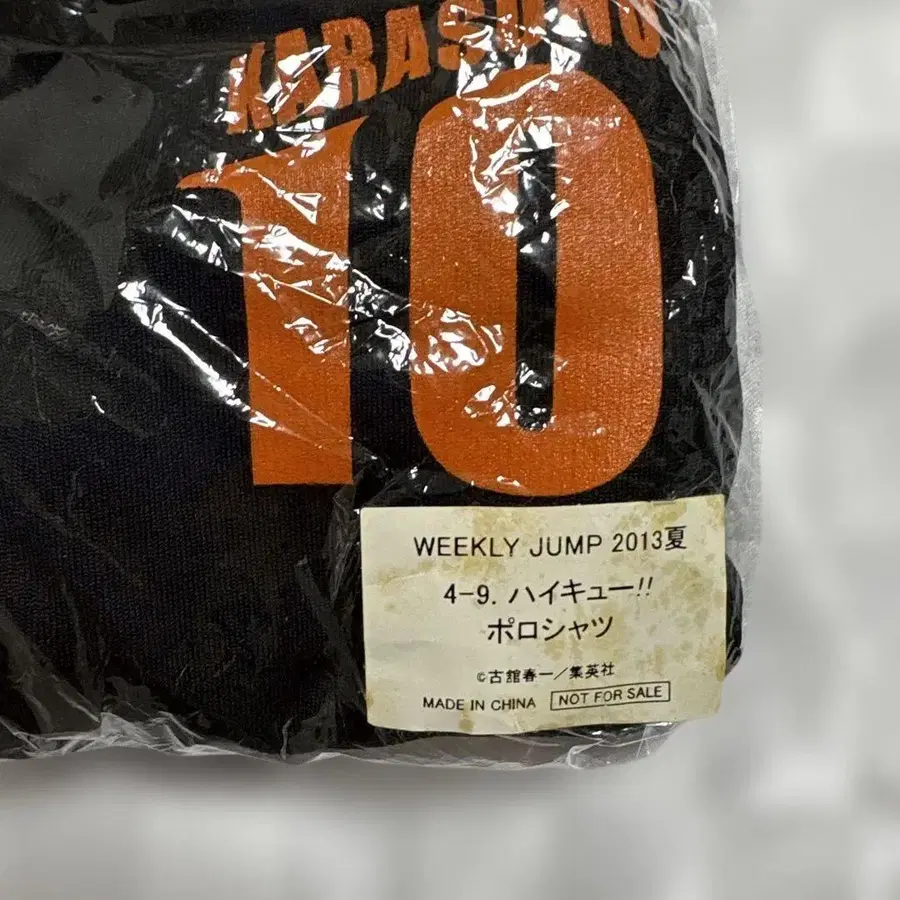 KARASUNO
10
WEEKLY JUMP 2013夏
4-9. ハイキュー!!
ポロシャツ
©古舘春一/集英社
MADE IN CHINA NOT FOR SALE